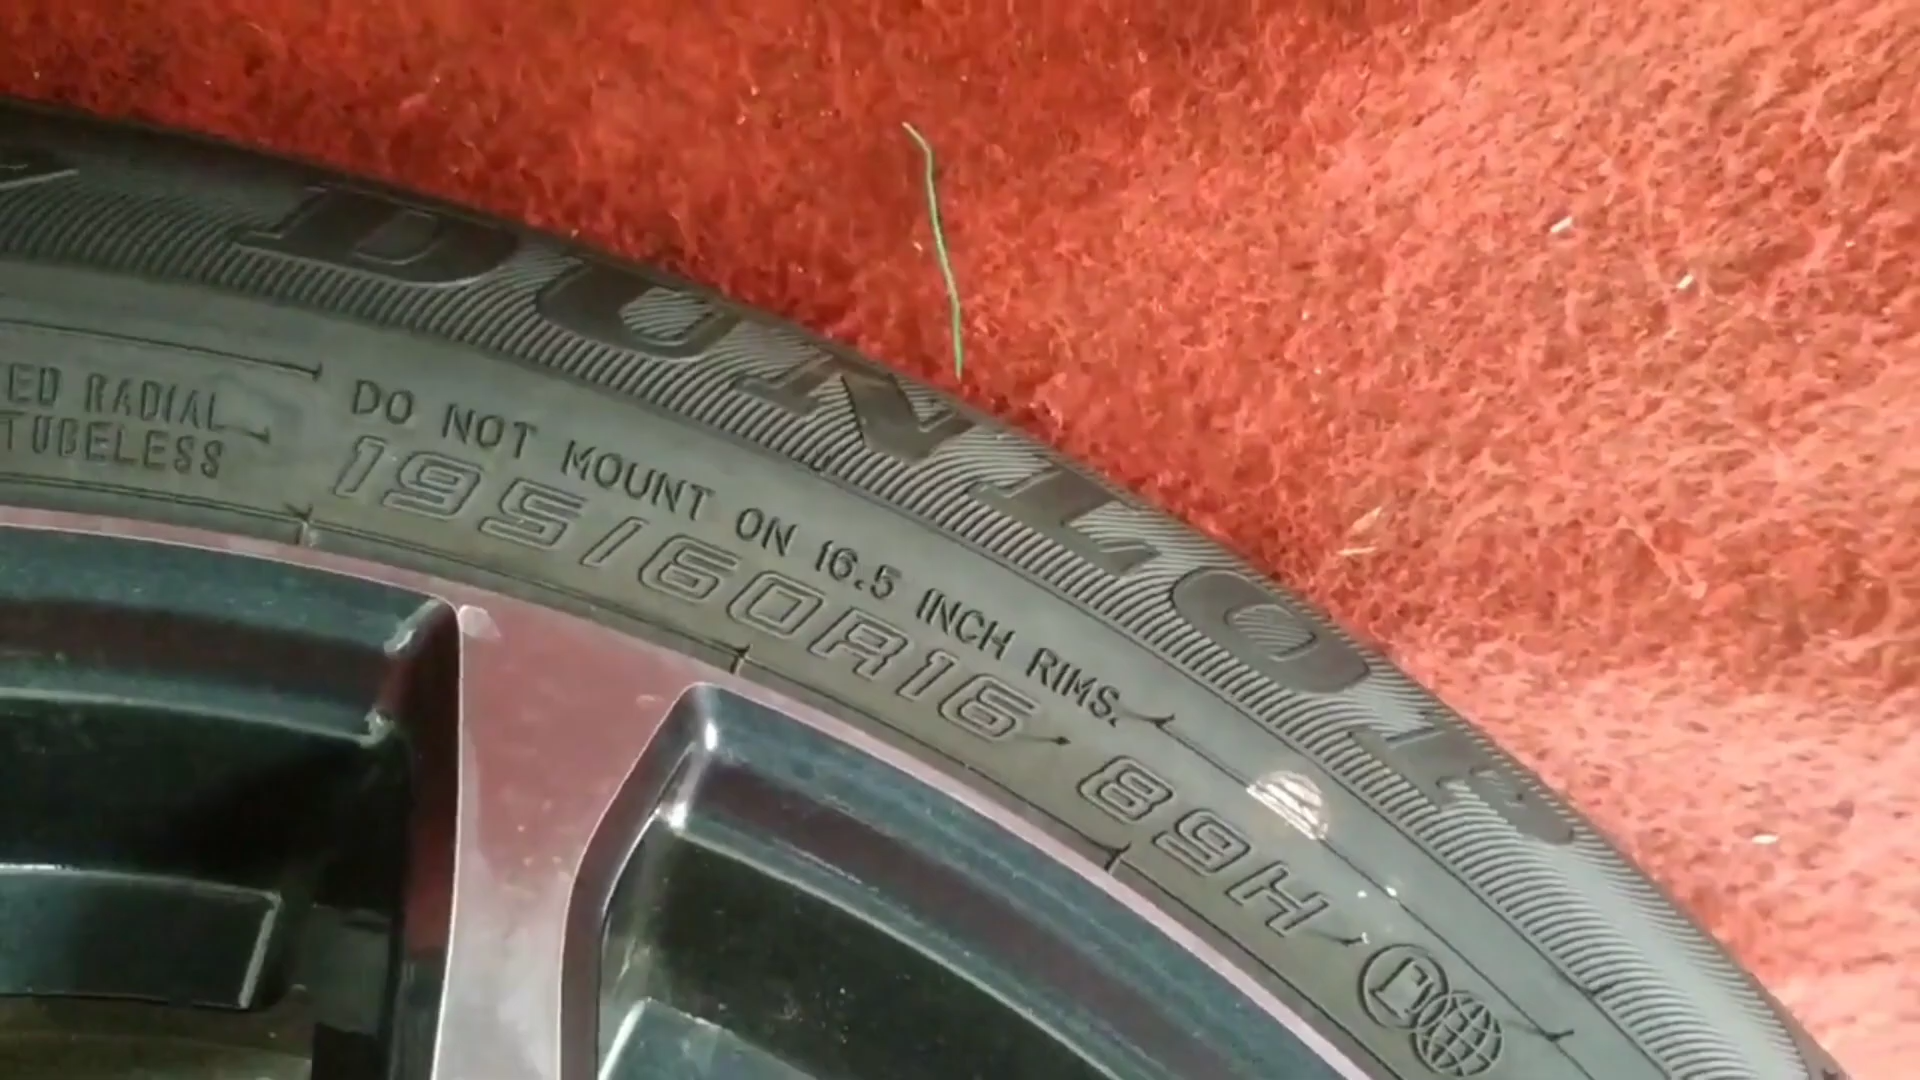 DUNLOP
ED RADIAL
TUBELESS
DO NOT MOUNT ON 16.5 INCH RIMS.
195/60R16 89H